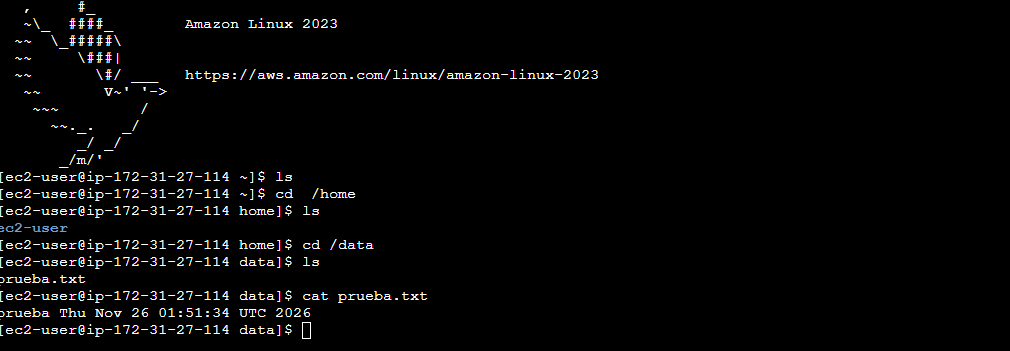 ,     #_
   ~\_  ####_        Amazon Linux 2023
  ~~  \_#####\
  ~~     \###|
  ~~       \#/ ___   https://aws.amazon.com/linux/amazon-linux-2023
   ~~       V~' '->
    ~~~         /
      ~~._.   _/
         _/ _/
       _/m/'
[ec2-user@ip-172-31-27-114 ~]$ ls
[ec2-user@ip-172-31-27-114 ~]$ cd  /home
[ec2-user@ip-172-31-27-114 home]$ ls
ec2-user
[ec2-user@ip-172-31-27-114 home]$ cd /data
[ec2-user@ip-172-31-27-114 data]$ ls
prueba.txt
[ec2-user@ip-172-31-27-114 data]$ cat prueba.txt
prueba Thu Nov 26 01:51:34 UTC 2026
[ec2-user@ip-172-31-27-114 data]$